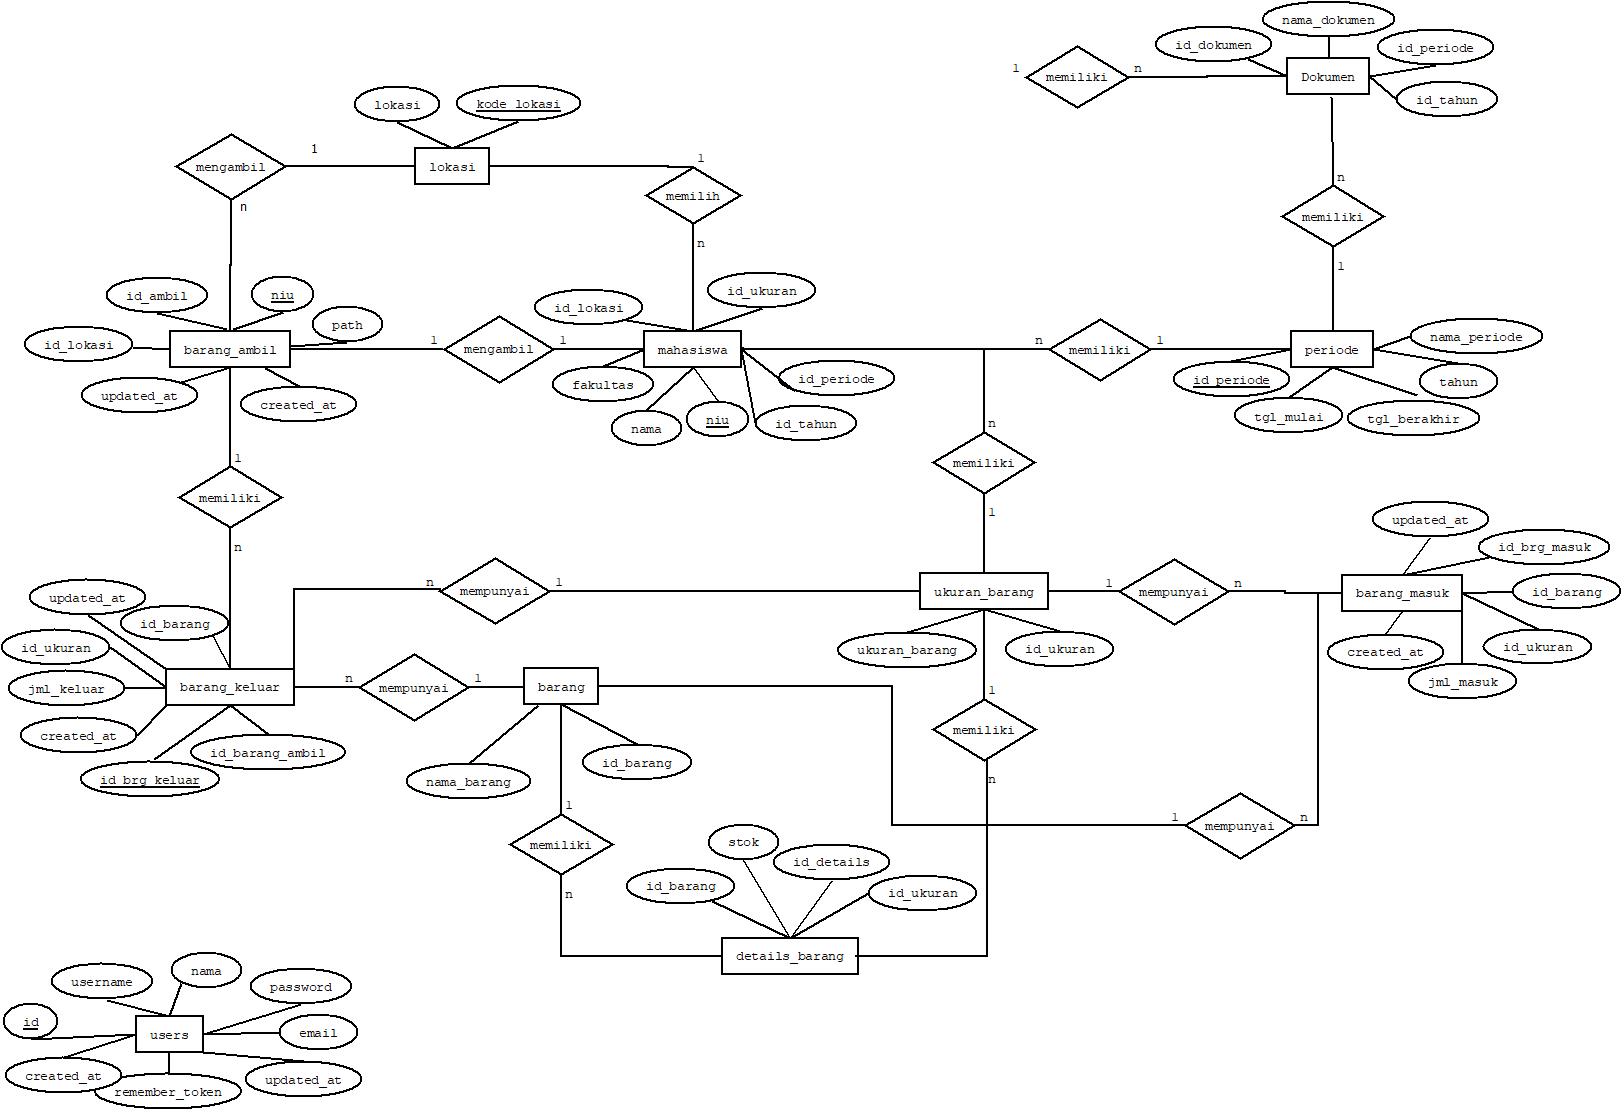 nama_dokumen
id_dokumen
id_periode
1
memiliki
n
Dokumen
id_tahun
lokasi
kode_lokasi
mengambil
1
lokasi
1
memilih
n
n
n
memiliki
1
id_ambil
niu
path
id_lokasi
barang_ambil
updated_at
created_at
1
mengambil
1
id_lokasi
id_ukuran
mahasiswa
fakultas
nama
niu
id_periode
id_tahun
n
memiliki
1
periode
nama_periode
id_periode
tahun
tgl_mulai
tgl_berakhir
1
memiliki
n
n
memiliki
1
updated_at
id_brg_masuk
id_barang
barang_masuk
created_at
id_ukuran
jml_masuk
n
mempunyai
1
ukuran_barang
1
mempunyai
n
ukuran_barang
id_ukuran
updated_at
id_barang
id_ukuran
jml_keluar
barang_keluar
created_at
id_barang_ambil
id_brg_keluar
n
mempunyai
1
barang
nama_barang
id_barang
1
memiliki
n
1
memiliki
n
1
mempunyai
n
stok
id_details
id_barang
id_ukuran
details_barang
nama
username
password
id
users
email
created_at
remember_token
updated_at